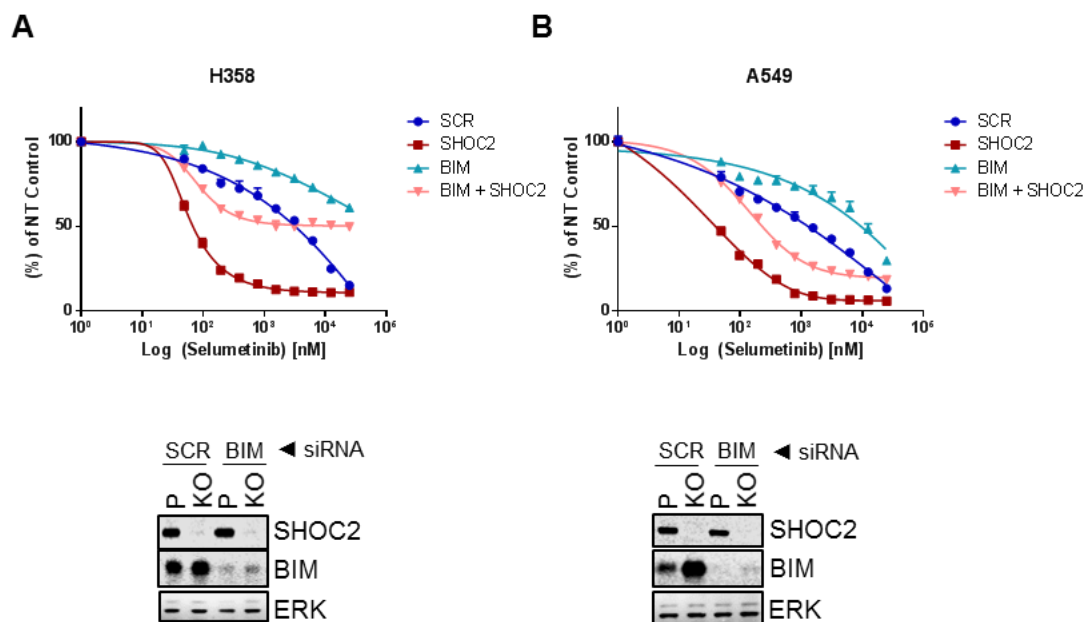 A
H358
(%) of NT Control
100
50
0
10⁰ 10¹ 10² 10³ 10⁴ 10⁵ 10⁶
Log (Selumetinib) [nM]
SCR
SHOC2
BIM
BIM + SHOC2
SCR BIM ◄ siRNA
P KO P KO
SHOC2
BIM
ERK
B
A549
(%) of NT Control
100
50
0
10⁰ 10¹ 10² 10³ 10⁴ 10⁵ 10⁶
Log (Selumetinib) [nM]
SCR
SHOC2
BIM
BIM + SHOC2
SCR BIM ◄ siRNA
P KO P KO
SHOC2
BIM
ERK